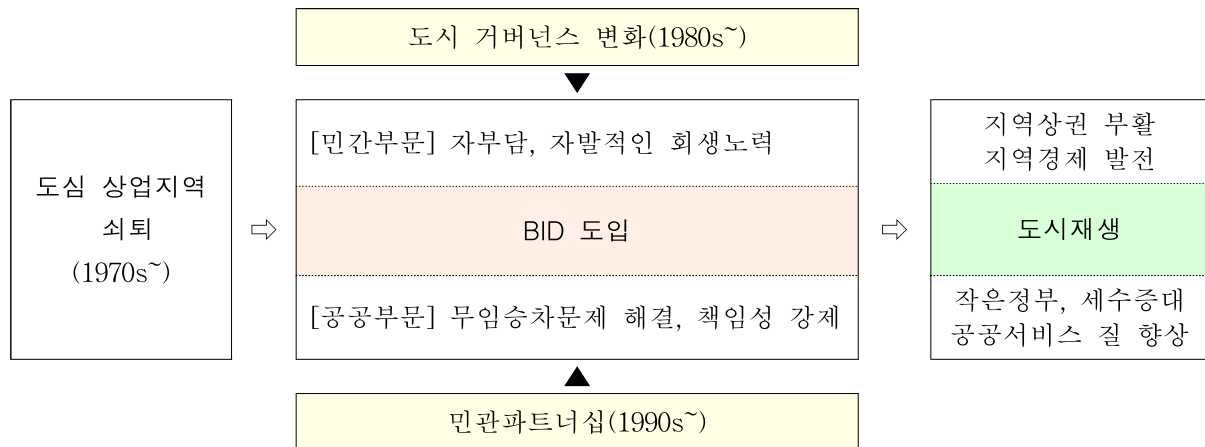 도시 거버넌스 변화(1980s~)
도심 상업지역
쇠퇴
(1970s~)
⇨
[민간부문] 자부담, 자발적인 회생노력
BID 도입
[공공부문] 무임승차문제 해결, 책임성 강제
⇨
지역상권 부활
지역경제 발전
도시재생
작은정부, 세수증대
공공서비스 질 향상
민관파트너십(1990s~)